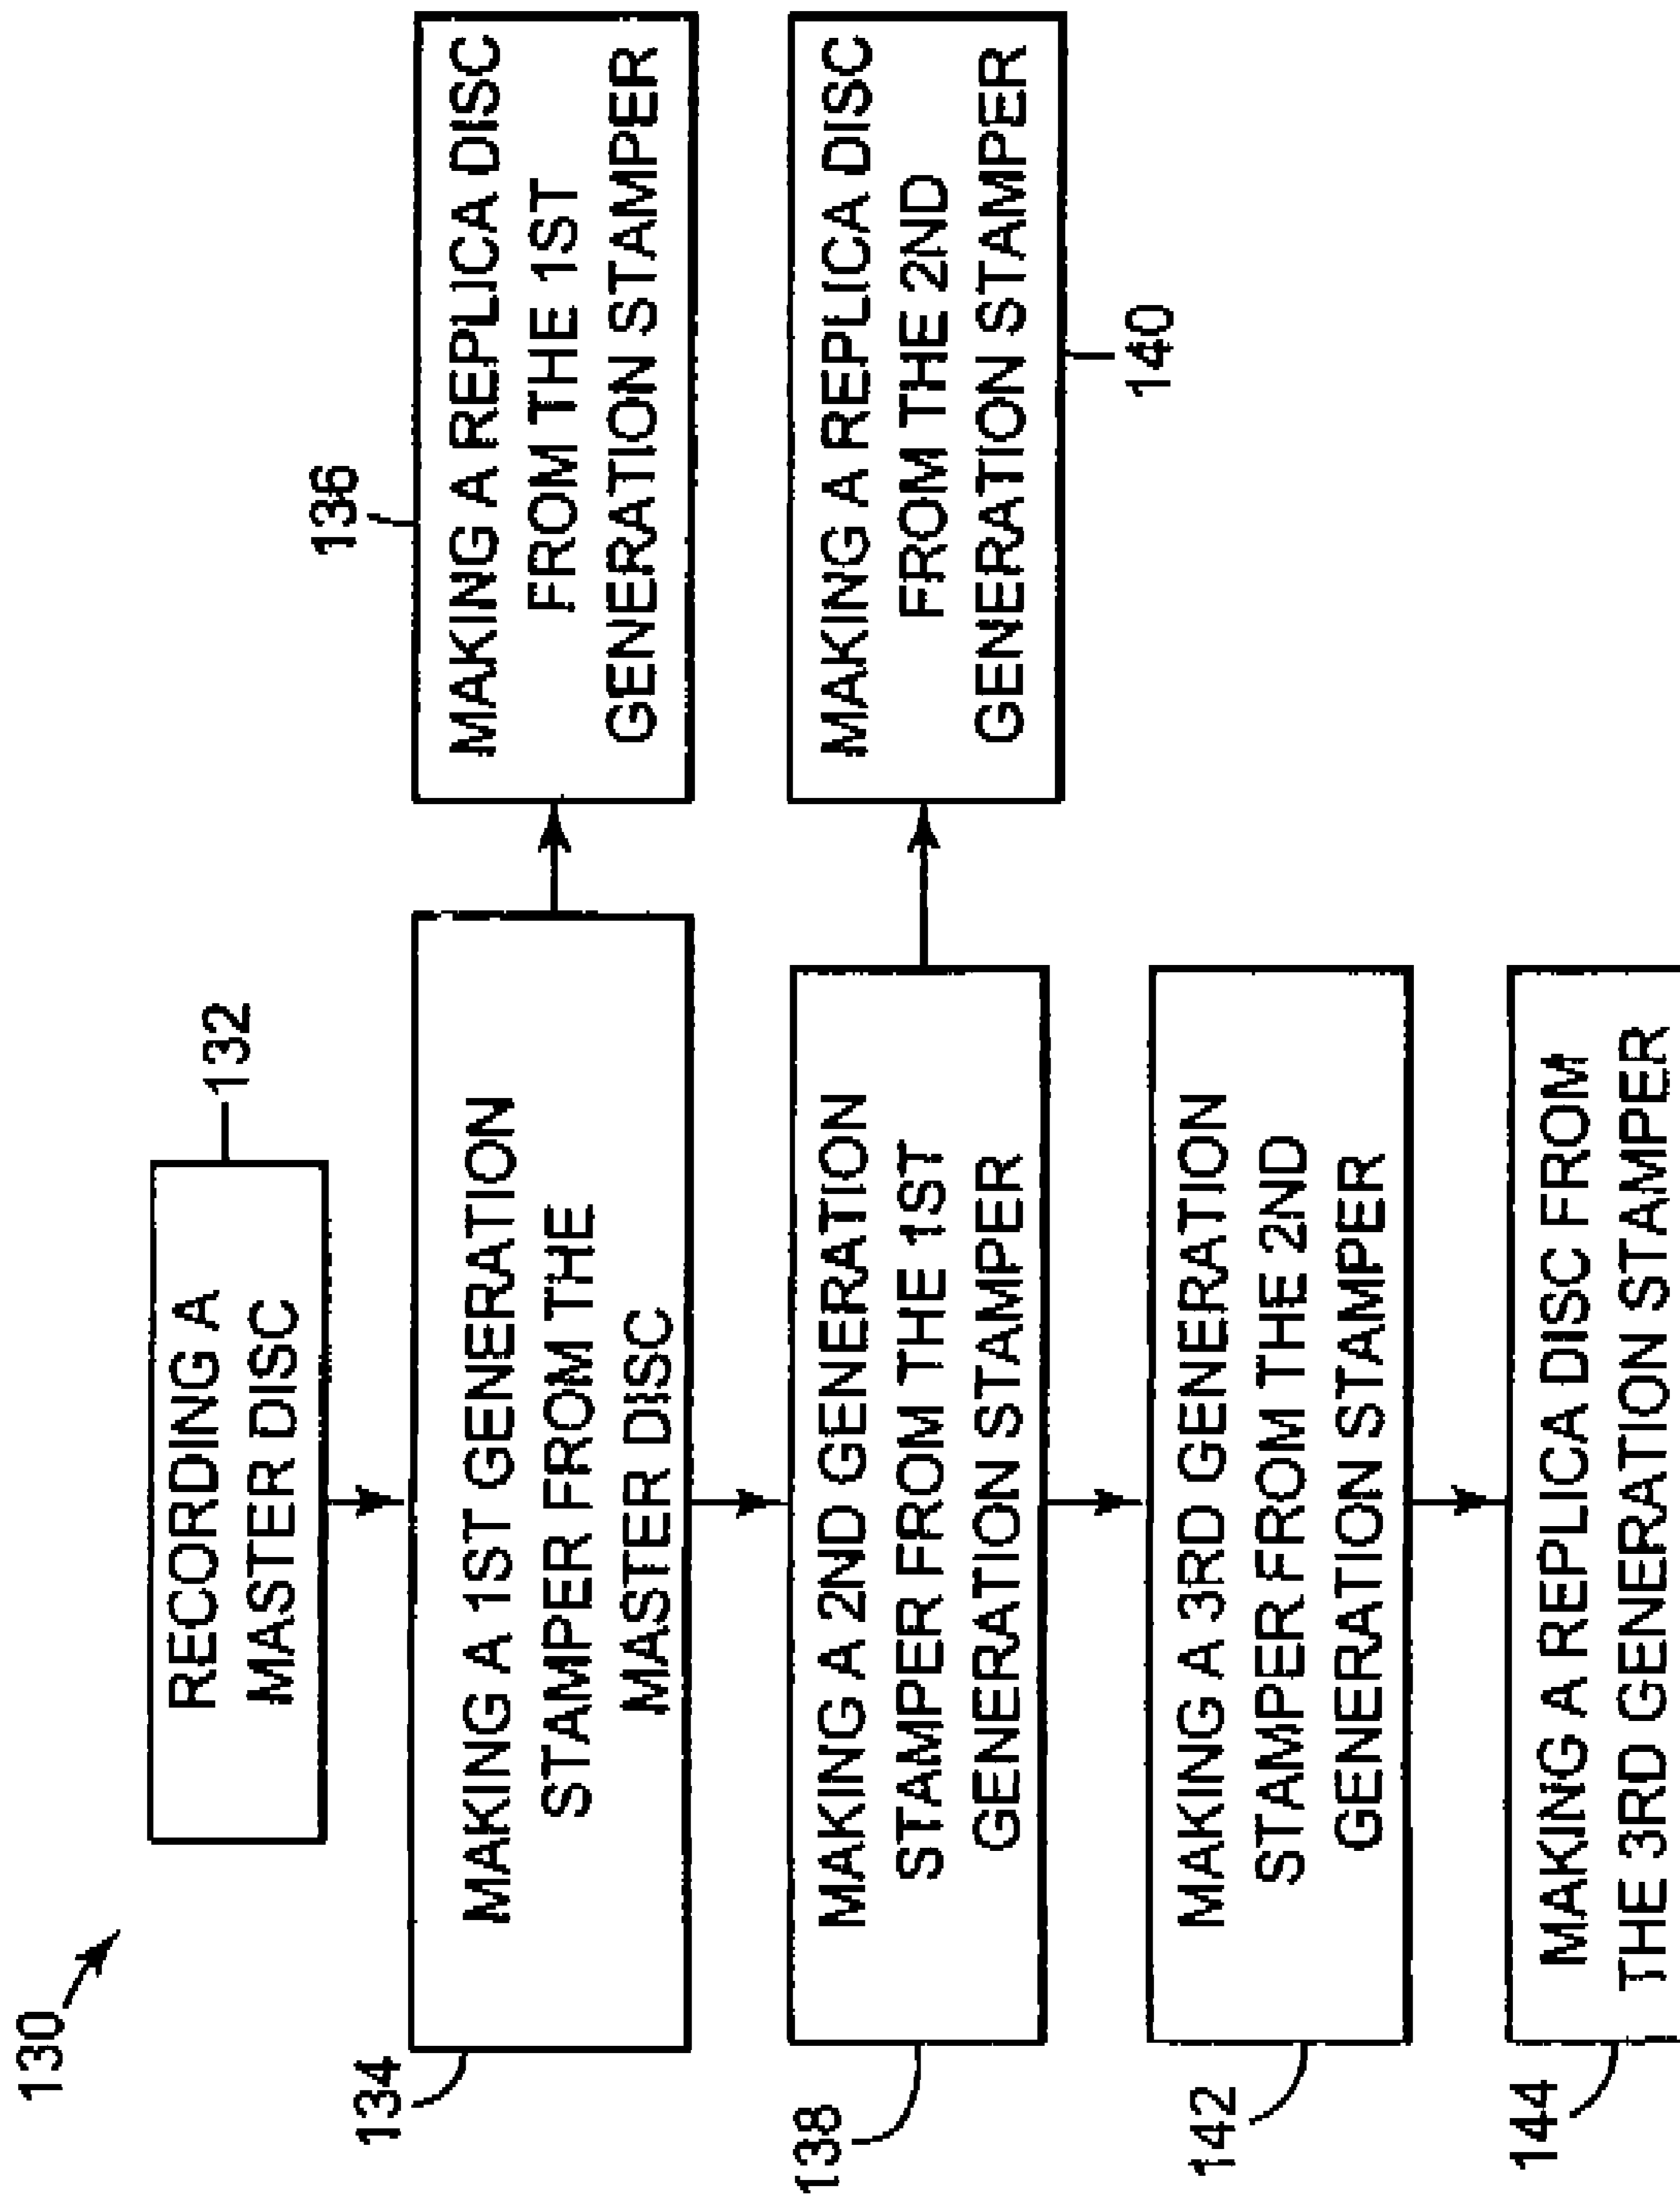 130
RECORDING A
MASTER DISC
132
134
MAKING A 1ST GENERATION
STAMPER FROM THE
MASTER DISC
136
MAKING A REPLICA DISC
FROM THE 1ST
GENERATION STAMPER
138
MAKING A 2ND GENERATION
STAMPER FROM THE 1ST
GENERATION STAMPER
MAKING A REPLICA DISC
FROM THE 2ND
GENERATION STAMPER
140
142
MAKING A 3RD GENERATION
STAMPER FROM THE 2ND
GENERATION STAMPER
144
MAKING A REPLICA DISC FROM
THE 3RD GENERATION STAMPER